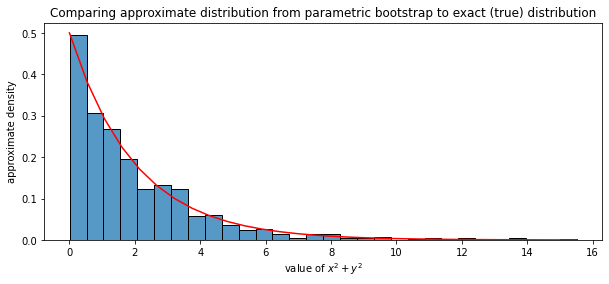 Comparing approximate distribution from parametric bootstrap to exact (true) distribution
0.5
0.4
0.3
0.2
0.1
0.0
approximate density
0 2 4 6 8 10 12 14 16
value of x² + y²